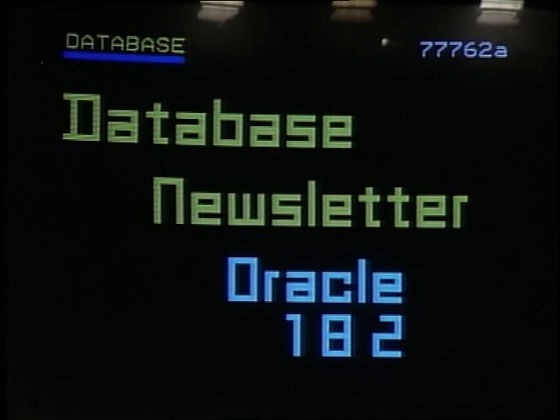 DATABASE
77762a
Database
Newsletter
Oracle
182